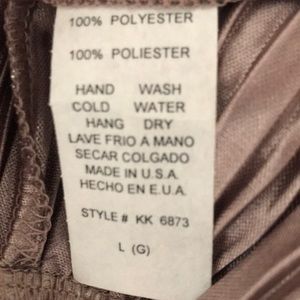 100% POLYESTER
100% POLIESTER
HAND WASH
COLD WATER
HANG DRY
LAVE FRIO A MANO
SECAR COLGADO
MADE IN U.S.A.
HECHO EN E.U.A.
STYLE # KK 6873
L (G)